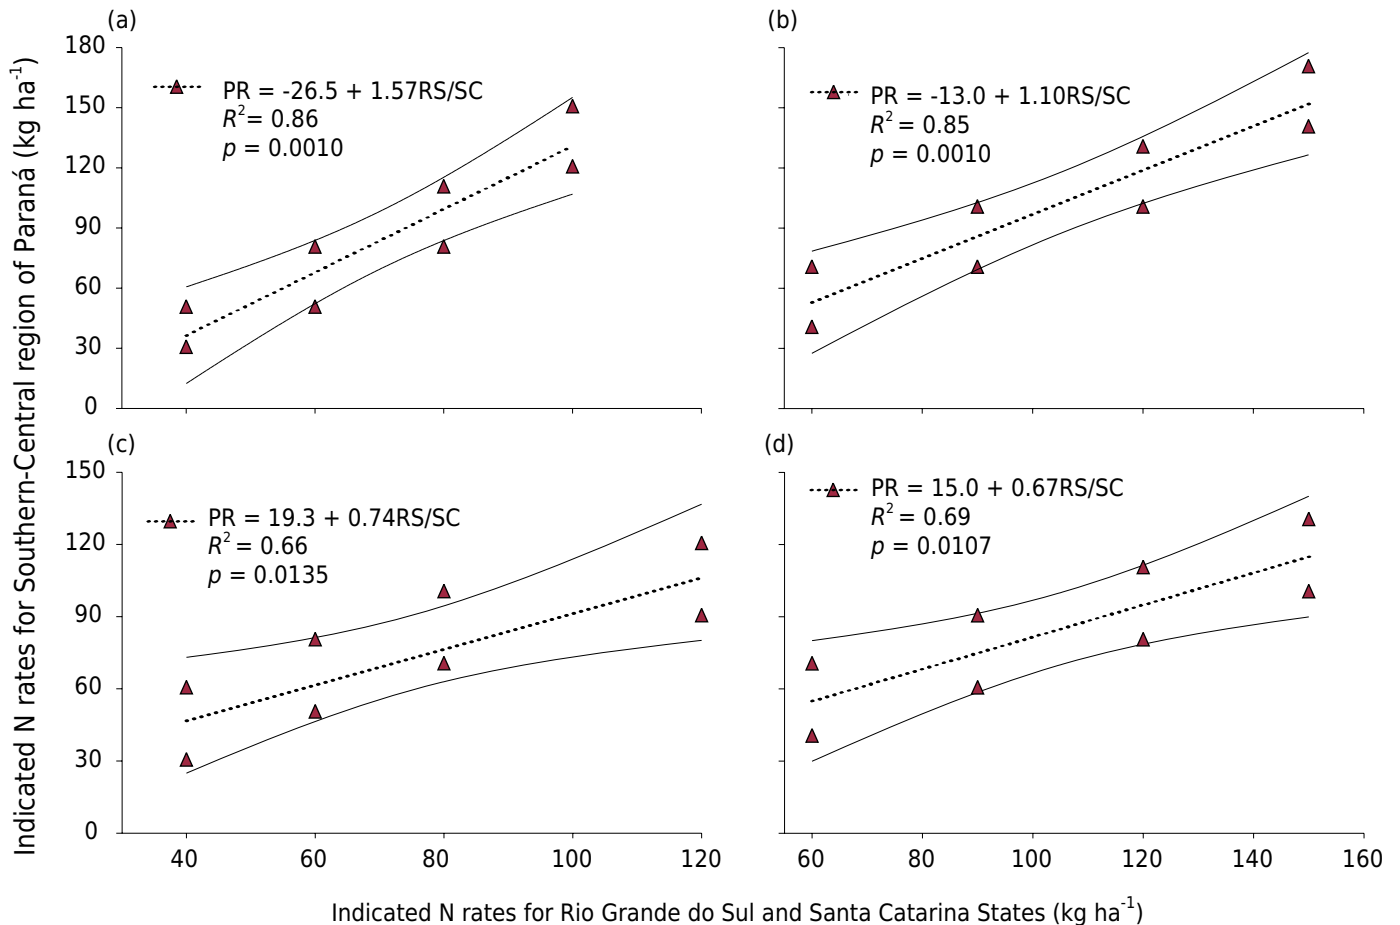 (a)
180
150
120
90
60
30
0
PR = -26.5 + 1.57RS/SC
R² = 0.86
p = 0.0010
(b)
PR = -13.0 + 1.10RS/SC
R² = 0.85
p = 0.0010
(c)
150
120
90
60
30
0
PR = 19.3 + 0.74RS/SC
R² = 0.66
p = 0.0135
40 60 80 100 120
(d)
PR = 15.0 + 0.67RS/SC
R² = 0.69
p = 0.0107
60 80 100 120 140 160
Indicated N rates for Southern-Central region of Paraná (kg ha⁻¹)
Indicated N rates for Rio Grande do Sul and Santa Catarina States (kg ha⁻¹)